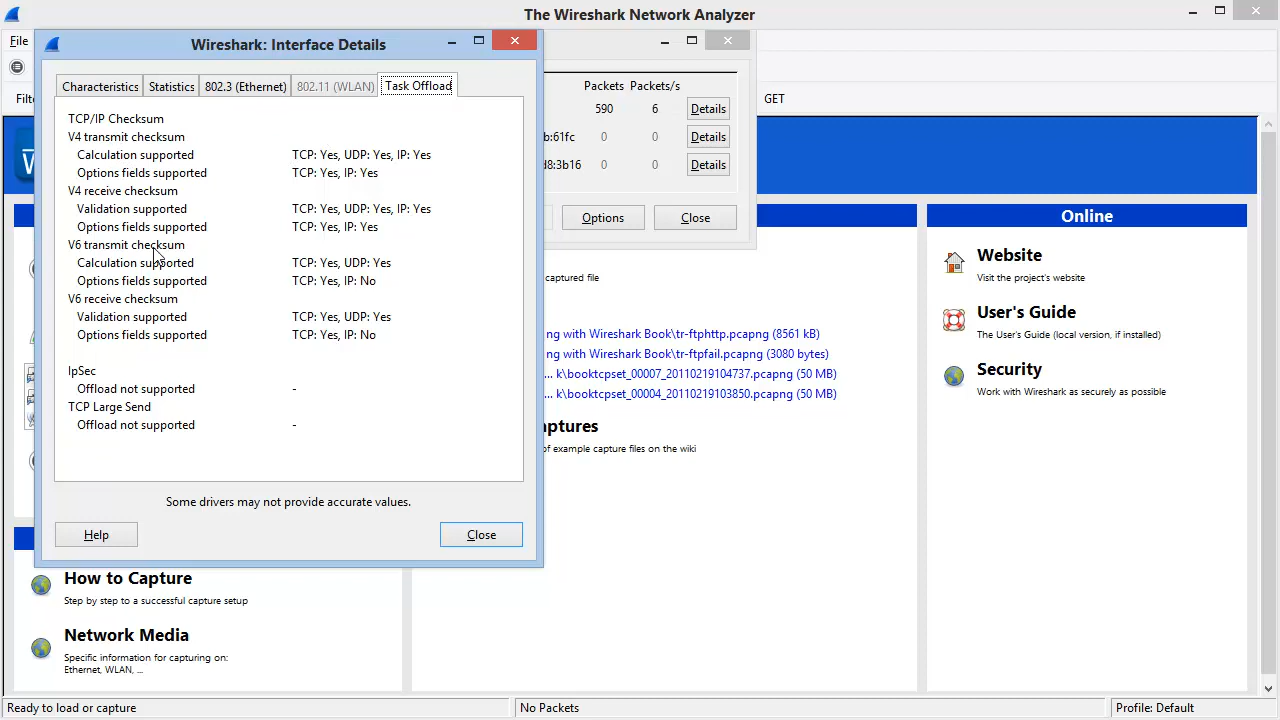 The Wireshark Network Analyzer
File
Wireshark: Interface Details
Characteristics Statistics 802.3 (Ethernet) 802.11 (WLAN) Task Offload
TCP/IP Checksum
V4 transmit checksum
Calculation supported TCP: Yes, UDP: Yes, IP: Yes
Options fields supported TCP: Yes, IP: Yes
V4 receive checksum
Validation supported TCP: Yes, UDP: Yes, IP: Yes
Options fields supported TCP: Yes, IP: Yes
V6 transmit checksum
Calculation supported TCP: Yes, UDP: Yes
Options fields supported TCP: Yes, IP: No
V6 receive checksum
Validation supported TCP: Yes, UDP: Yes
Options fields supported TCP: Yes, IP: No
IpSec
Offload not supported -
TCP Large Send
Offload not supported -
Some drivers may not provide accurate values.
Help Close
Packets Packets/s
590 6 Details
b:61fc 0 0 Details
d8:3b16 0 0 Details
Options Close
Filte
GET
captured file
ng with Wireshark Book\tr-ftphttp.pcapng (8561 kB)
ng with Wireshark Book\tr-ftpfail.pcapng (3080 bytes)
... k\booktcpset_00007_20110219104737.pcapng (50 MB)
... k\booktcpset_00004_20110219103850.pcapng (50 MB)
aptures
of example capture files on the wiki
Online
Website
Visit the project's website
User's Guide
The User's Guide (local version, if installed)
Security
Work with Wireshark as securely as possible
How to Capture
Step by step to a successful capture setup
Network Media
Specific information for capturing on:
Ethernet, WLAN, ...
Ready to load or capture No Packets Profile: Default